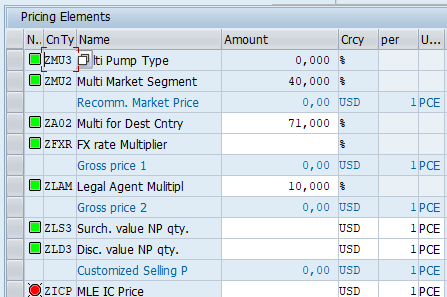 Pricing Elements
N.. CnTy Name Amount Crcy per U...
ZMU3 lti Pump Type 0,000 %
ZMU2 Multi Market Segment 40,000 %
Recomm. Market Price 0,00 USD 1 PCE
ZA02 Multi for Dest Cntry 71,000 %
ZFXR FX rate Multiplier %
Gross price 1 0,00 USD 1 PCE
ZLAM Legal Agent Mulitipl 10,000 %
Gross price 2 0,00 USD 1 PCE
ZLS3 Surch. value NP qty. USD 1 PCE
ZLD3 Disc. value NP qty. USD 1 PCE
Customized Selling P 0,00 USD 1 PCE
ZICP MLE IC Price USD 1 PCE